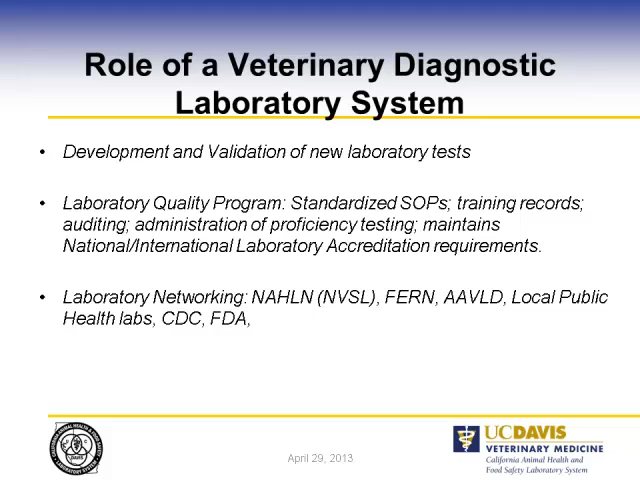 Role of a Veterinary Diagnostic
Laboratory System
• Development and Validation of new laboratory tests
• Laboratory Quality Program: Standardized SOPs; training records;
auditing; administration of proficiency testing; maintains
National/International Laboratory Accreditation requirements.
• Laboratory Networking: NAHLN (NVSL), FERN, AAVLD, Local Public
Health labs, CDC, FDA,
DAVIS
April 29, 2013
UCDAVIS
VETERINARY MEDICINE
California Animal Health and
Food Safety Laboratory System